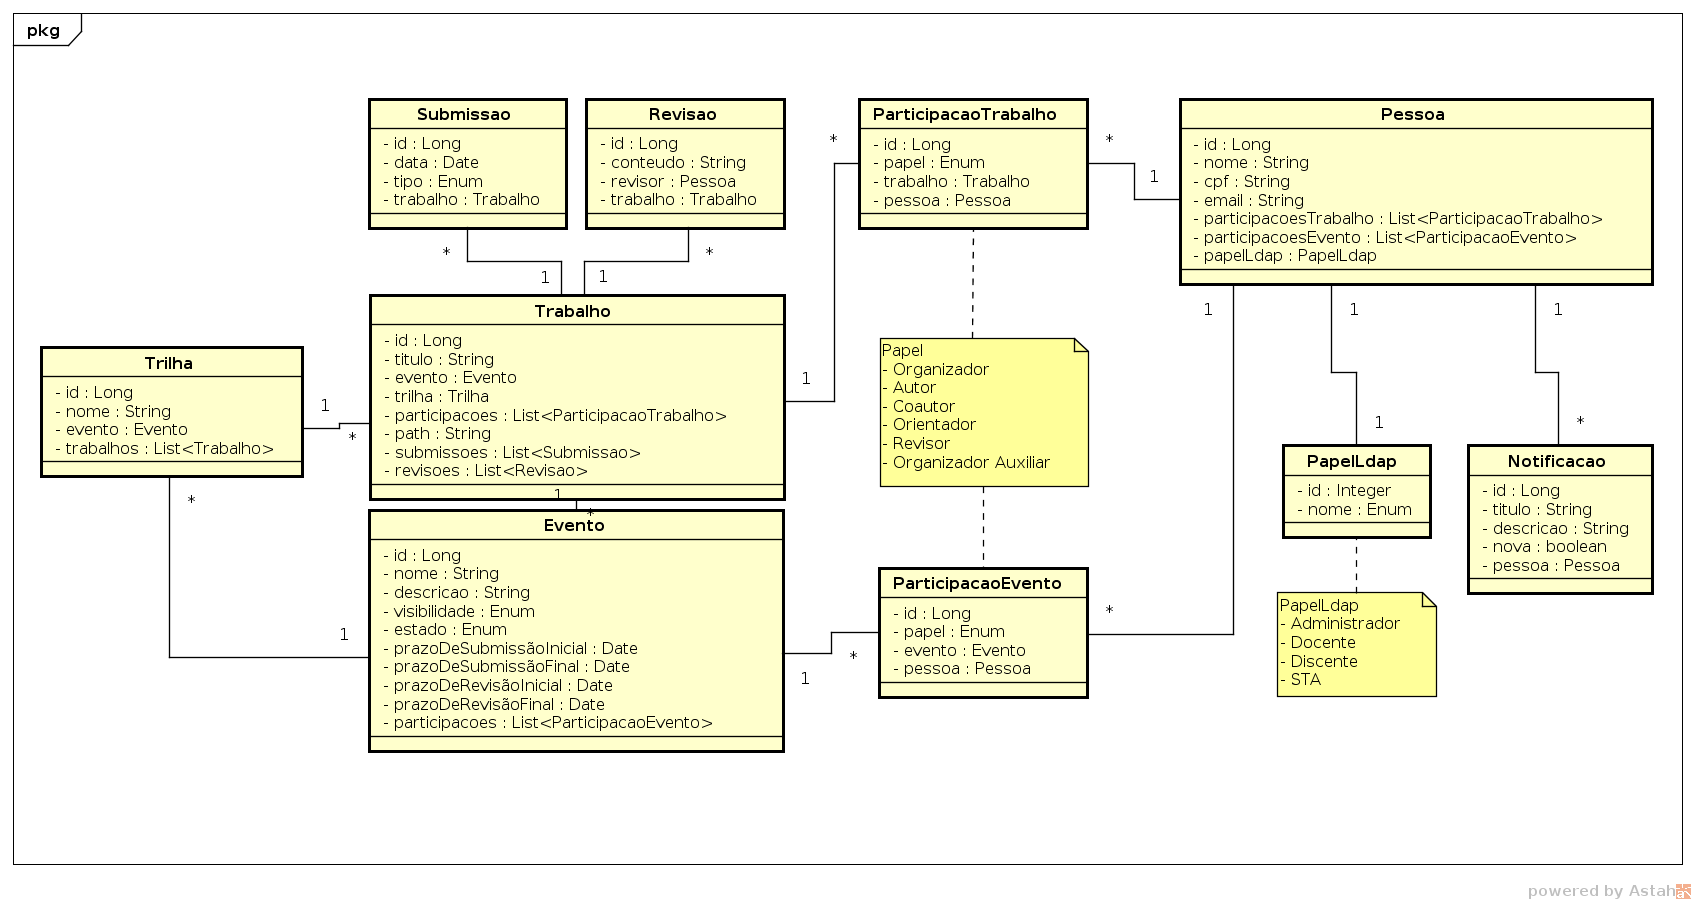 pkg
Submissao
- id : Long
- data : Date
- tipo : Enum
- trabalho : Trabalho
Revisao
- id : Long
- conteudo : String
- revisor : Pessoa
- trabalho : Trabalho
ParticipacaoTrabalho
- id : Long
- papel : Enum
- trabalho : Trabalho
- pessoa : Pessoa
Pessoa
- id : Long
- nome : String
- cpf : String
- email : String
- participacoesTrabalho : List<ParticipacaoTrabalho>
- participacoesEvento : List<ParticipacaoEvento>
- papelLdap : PapelLdap
*
*
1
*
*
1
1
1
1
1
Trabalho
- id : Long
- titulo : String
- evento : Evento
- trilha : Trilha
- participacoes : List<ParticipacaoTrabalho>
- path : String
- submissoes : List<Submissao>
- revisoes : List<Revisao>
Trilha
- id : Long
- nome : String
- evento : Evento
- trabalhos : List<Trabalho>
1
*
1
Papel
- Organizador
- Autor
- Coautor
- Orientador
- Revisor
- Organizador Auxiliar
1
*
PapelLdap
- id : Integer
- nome : Enum
Notificacao
- id : Long
- titulo : String
- descricao : String
- nova : boolean
- pessoa : Pessoa
*
1
*
Evento
- id : Long
- nome : String
- descricao : String
- visibilidade : Enum
- estado : Enum
- prazoDeSubmissãoInicial : Date
- prazoDeSubmissãoFinal : Date
- prazoDeRevisãoInicial : Date
- prazoDeRevisãoFinal : Date
- participacoes : List<ParticipacaoEvento>
1
ParticipacaoEvento
- id : Long
- papel : Enum
- evento : Evento
- pessoa : Pessoa
*
*
1
PapelLdap
- Administrador
- Docente
- Discente
- STA
powered by Astah